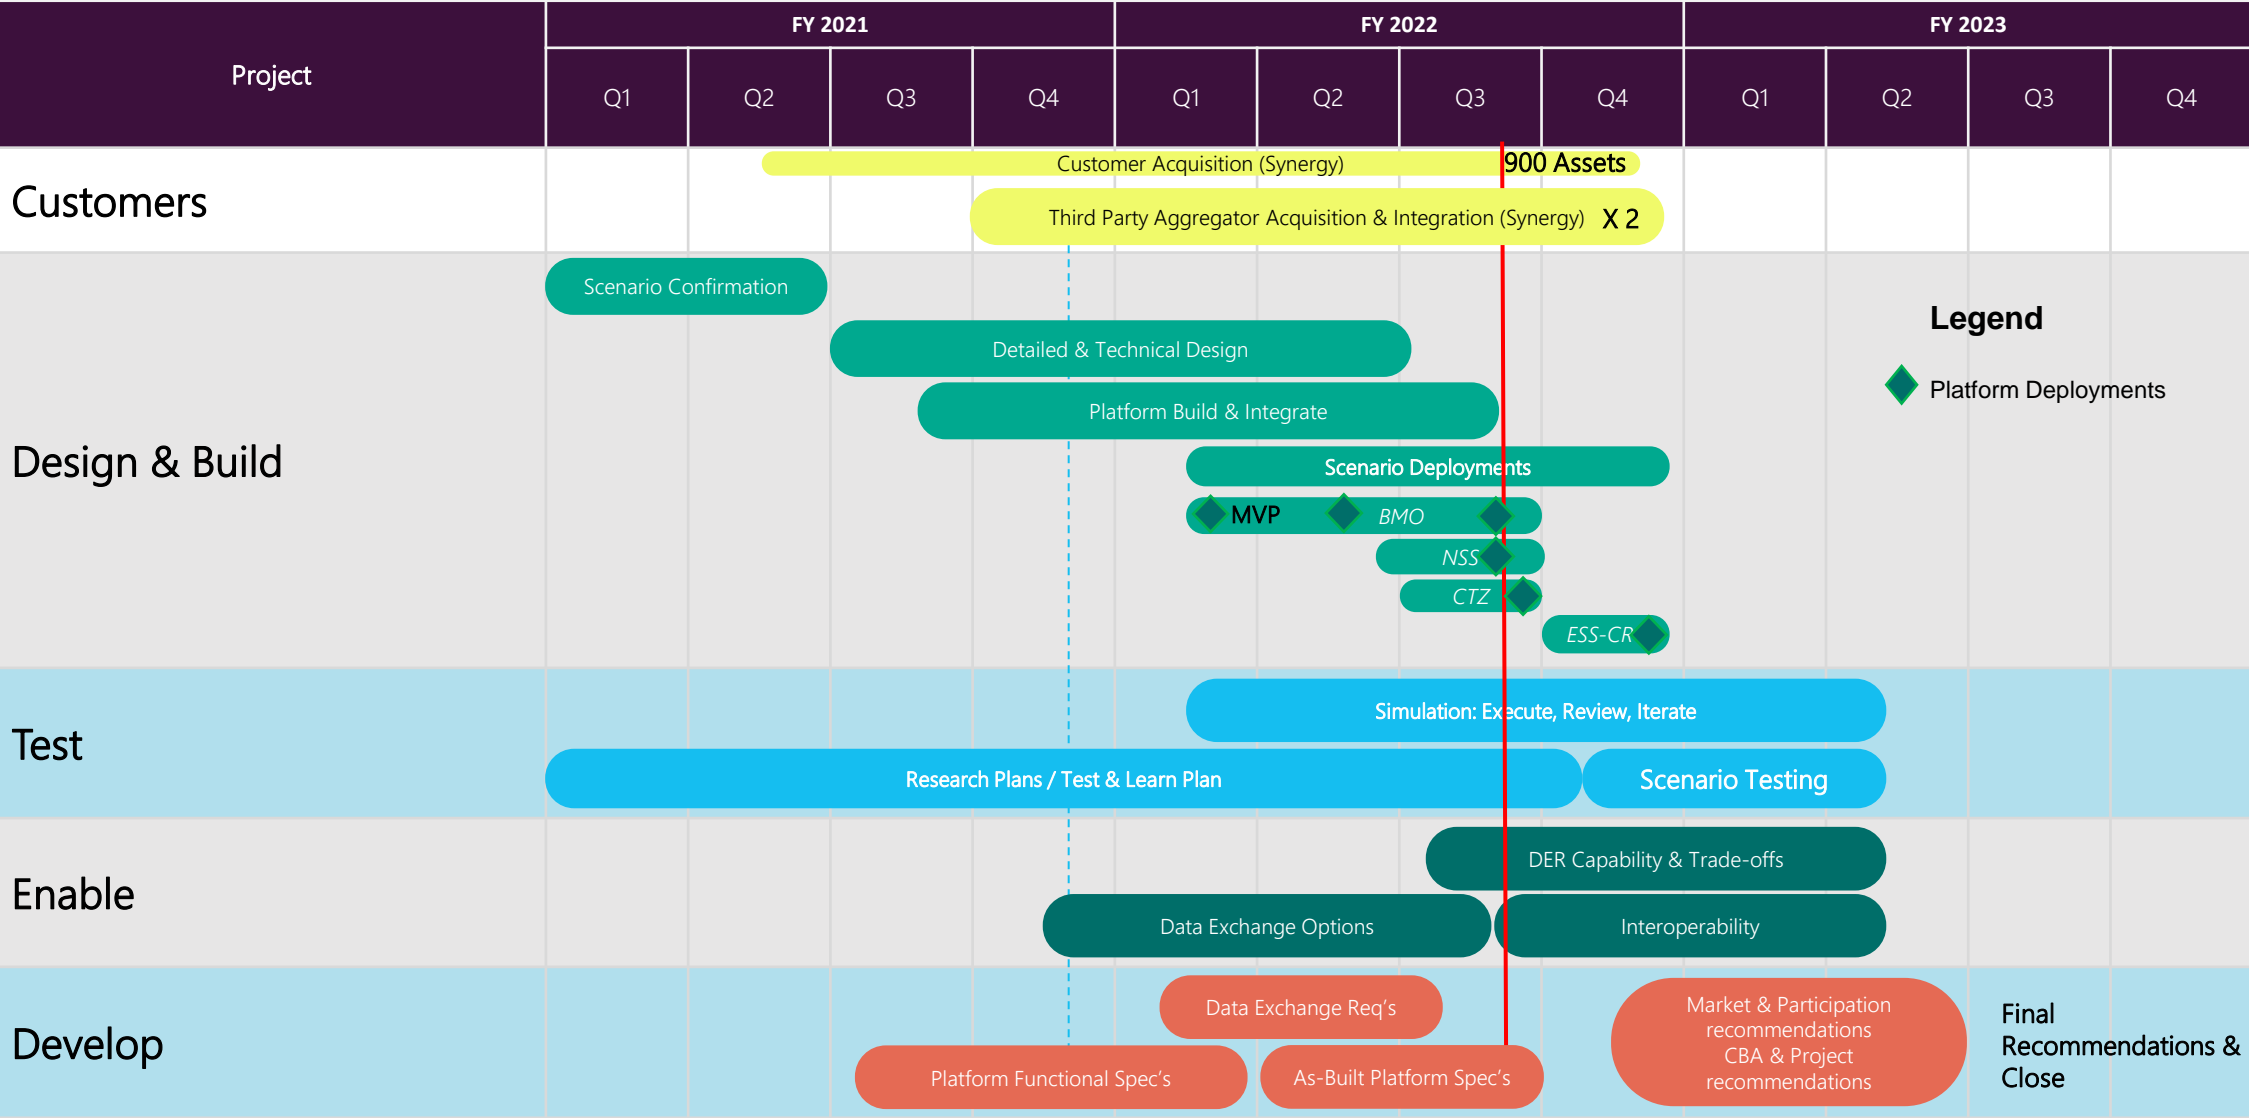 Project
FY 2021
FY 2022
FY 2023
Q1
Q2
Q3
Q4
Q1
Q2
Q3
Q4
Q1
Q2
Q3
Q4
Customers
Customer Acquisition (Synergy)
900 Assets
Third Party Aggregator Acquisition & Integration (Synergy)
X 2
Design & Build
Scenario Confirmation
Detailed & Technical Design
Platform Build & Integrate
Scenario Deployments
MVP
BMO
NSS
CTZ
ESS-CR
Legend
Platform Deployments
Test
Simulation: Execute, Review, Iterate
Research Plans / Test & Learn Plan
Scenario Testing
Enable
DER Capability & Trade-offs
Data Exchange Options
Interoperability
Develop
Data Exchange Req's
Platform Functional Spec's
As-Built Platform Spec's
Market & Participation
recommendations
CBA & Project
recommendations
Final
Recommendations &
Close